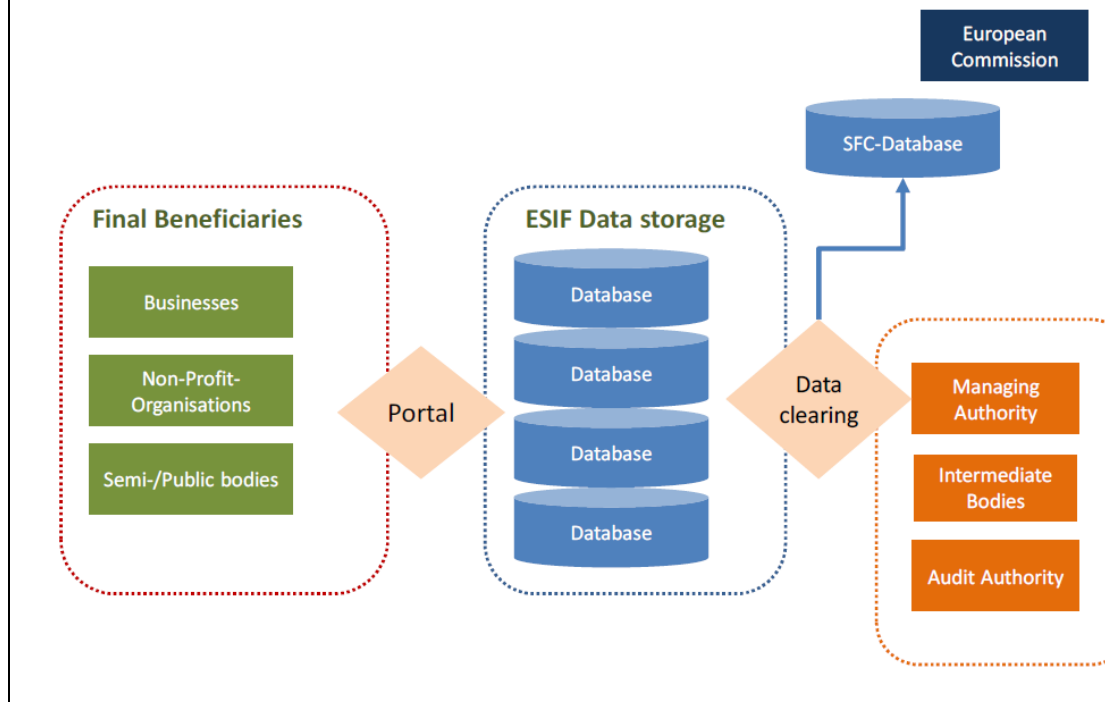 European
Commission
SFC-Database
Final Beneficiaries
Businesses
Non-Profit-
Organisations
Semi-/Public bodies
Portal
ESIF Data storage
Database
Database
Database
Database
Data
clearing
Managing
Authority
Intermediate
Bodies
Audit Authority